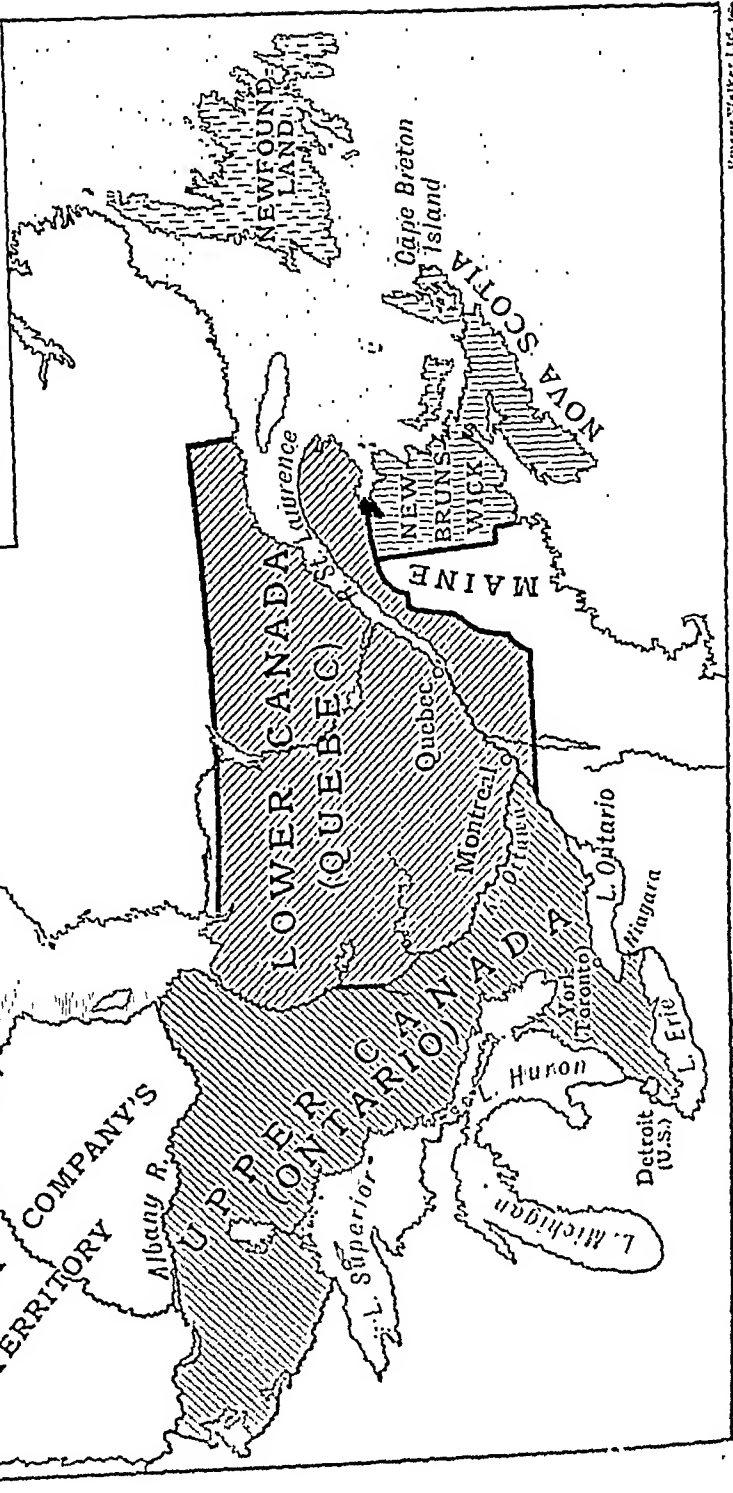 COMPANY'S
TERRITORY
Albany R.
UPPER CANADA
(ONTARIO)
LOWER CANADA
(QUEBEC)
R. St. Lawrence
Quebec
Montreal
R. Ottawa
York
(Toronto)
L. Ontario
Niagara
L. Erie
L. Huron
Detroit
(U.S.)
L. Michigan
L. Superior
MAINE
NEW
BRUNS
WICK
NOVA SCOTIA
Cape Breton
Island
NEWFOUND
LAND